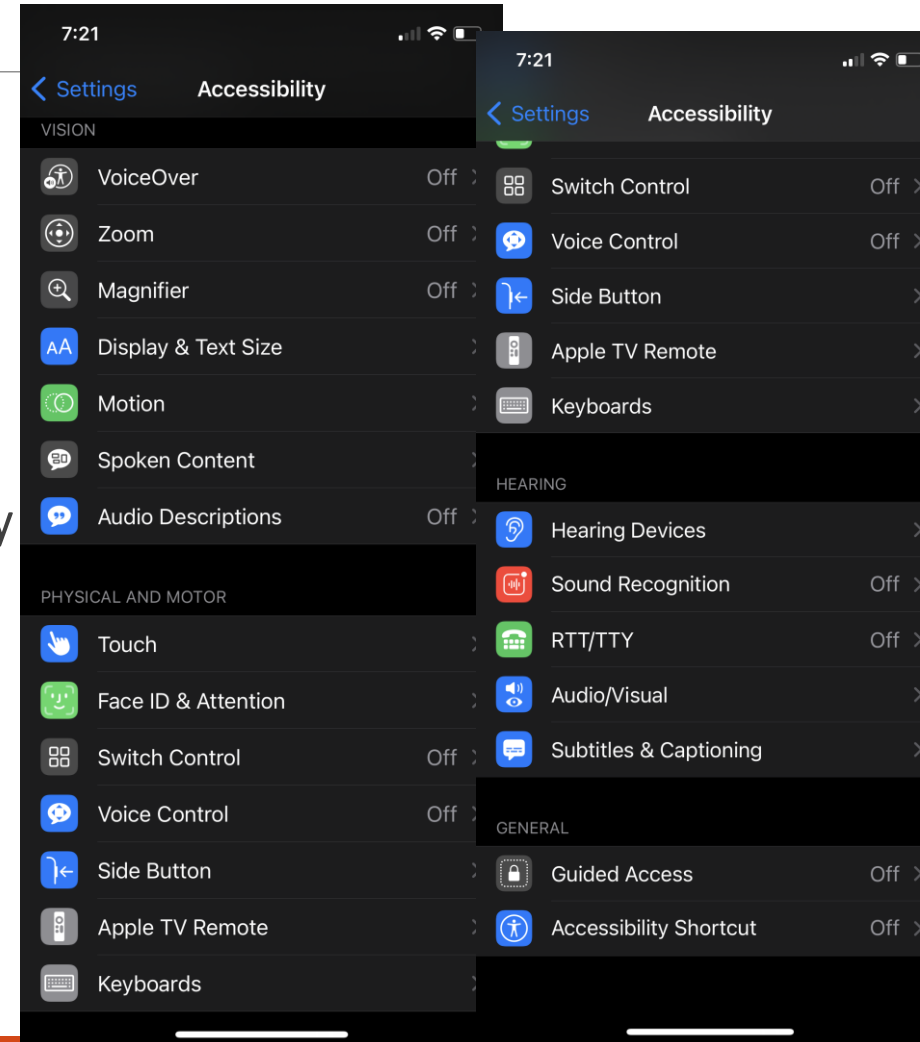 7:21
Settings Accessibility
VISION
VoiceOver Off
Zoom Off
Magnifier Off
AA Display & Text Size
Motion
Spoken Content
Audio Descriptions Off
PHYSICAL AND MOTOR
Touch
Face ID & Attention
Switch Control Off
Voice Control Off
Side Button
Apple TV Remote
Keyboards
7:21
Settings Accessibility
Switch Control Off
Voice Control Off
Side Button
Apple TV Remote
Keyboards
HEARING
Hearing Devices
Sound Recognition Off
RTT/TTY Off
Audio/Visual
Subtitles & Captioning
GENERAL
Guided Access Off
Accessibility Shortcut Off